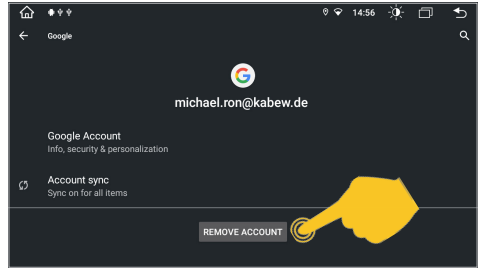 14:56
Google
michael.ron@kabew.de
Google Account
Info, security & personalization
Account sync
Sync on for all items
REMOVE ACCOUNT